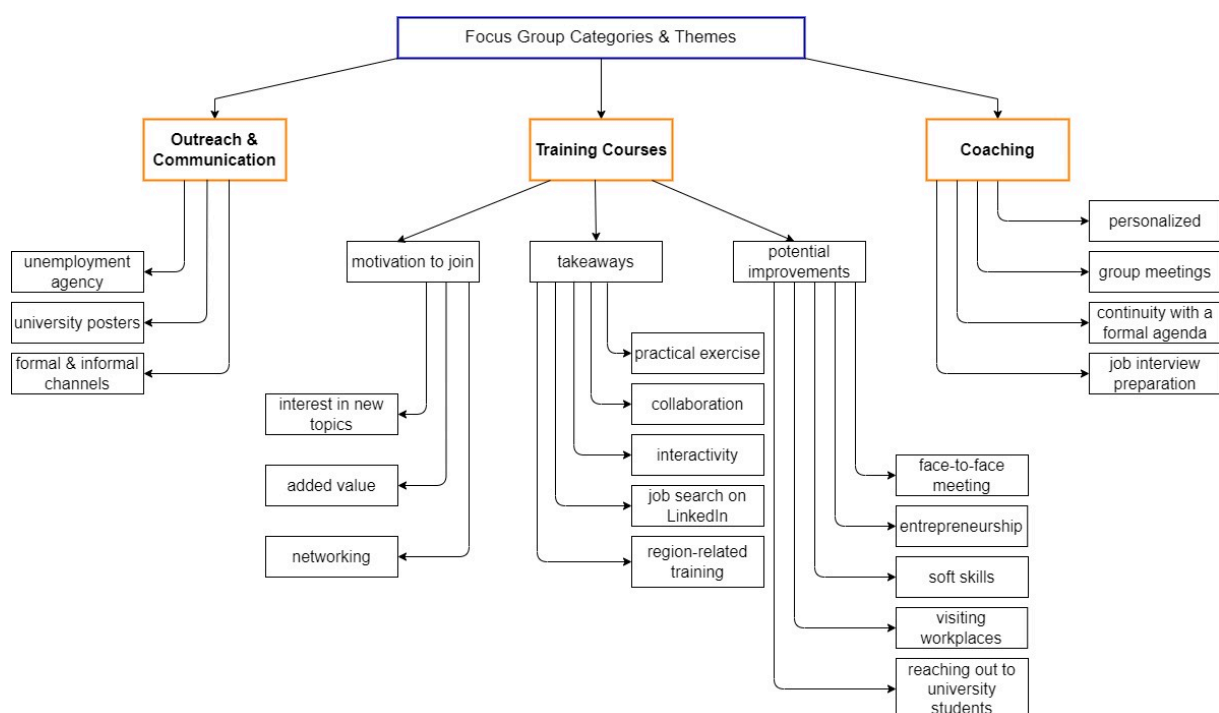 Focus Group Categories & Themes
Outreach &
Communication
Training Courses
Coaching
unemployment
agency
university posters
formal & informal
channels
motivation to join
takeaways
potential
improvements
interest in new
topics
added value
networking
practical exercise
collaboration
interactivity
job search on
LinkedIn
region-related
training
face-to-face
meeting
entrepreneurship
soft skills
visiting
workplaces
reaching out to
university
students
personalized
group meetings
continuity with a
formal agenda
job interview
preparation